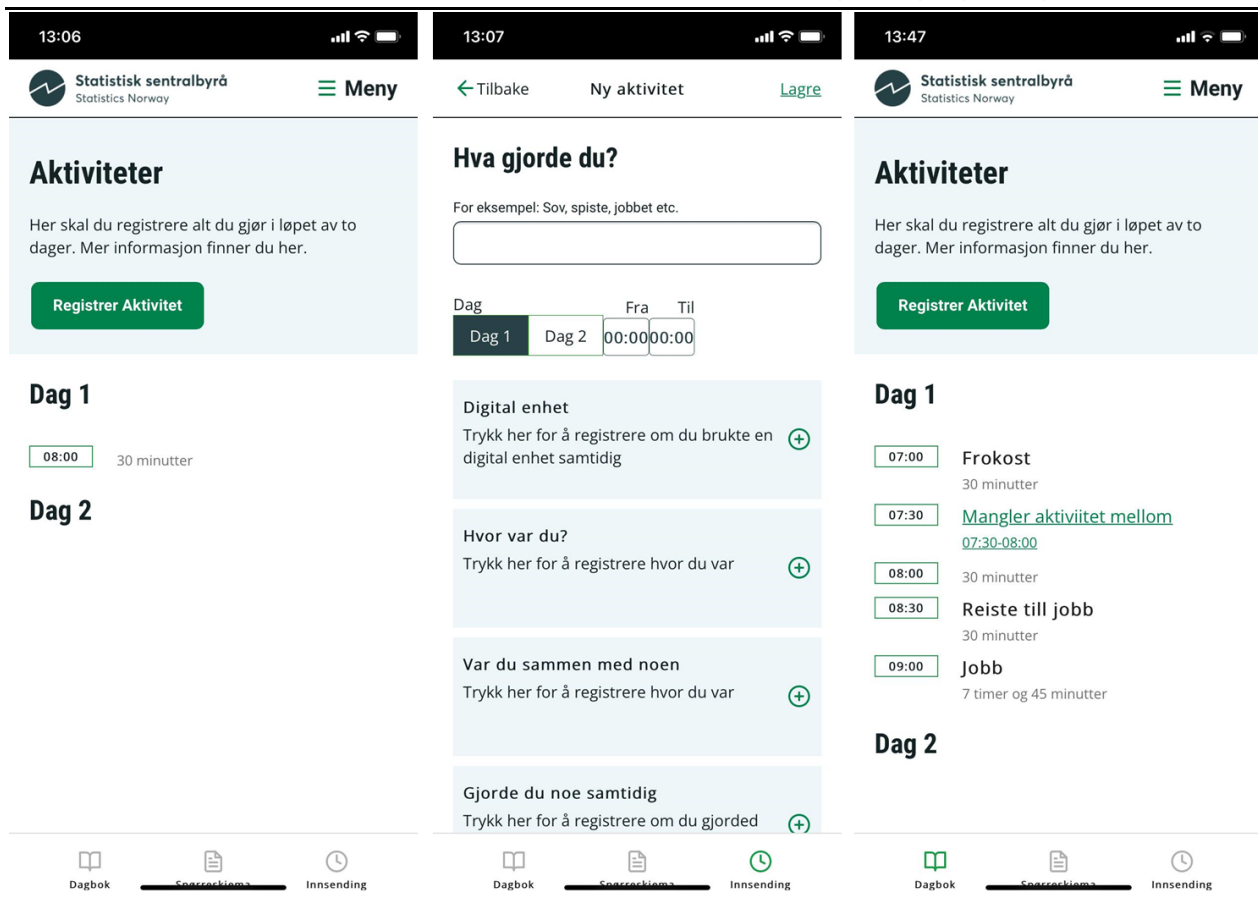 13:06
Statistisk sentralbyrå
Statistics Norway
Meny
Aktiviteter
Her skal du registrere alt du gjør i løpet av to
dager. Mer informasjon finner du her.
Registrer Aktivitet
Dag 1
08:00 30 minutter
Dag 2
Dagbok Spørreskjema Innsending
13:07
Tilbake Ny aktivitet Lagre
Hva gjorde du?
For eksempel: Sov, spiste, jobbet etc.
Dag Fra Til
Dag 1 Dag 2 00:00 00:00
Digital enhet
Trykk her for å registrere om du brukte en
digital enhet samtidig
Hvor var du?
Trykk her for å registrere hvor du var
Var du sammen med noen
Trykk her for å registrere hvor du var
Gjorde du noe samtidig
Trykk her for å registrere om du gjorded
Dagbok Spørreskjema Innsending
13:47
Statistisk sentralbyrå
Statistics Norway
Meny
Aktiviteter
Her skal du registrere alt du gjør i løpet av to
dager. Mer informasjon finner du her.
Registrer Aktivitet
Dag 1
07:00 Frokost
30 minutter
07:30 Mangler aktiviitet mellom
07:30-08:00
08:00 30 minutter
08:30 Reiste till jobb
30 minutter
09:00 Jobb
7 timer og 45 minutter
Dag 2
Dagbok Spørreskjema Innsending